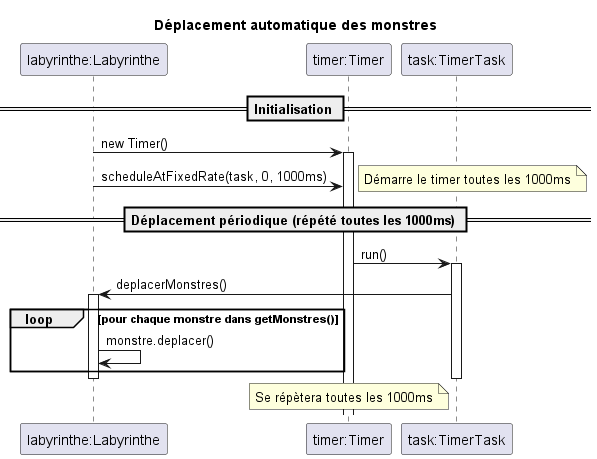 Déplacement automatique des monstres
labyrinthe:Labyrinthe
timer:Timer
task:TimerTask
Initialisation
new Timer()
scheduleAtFixedRate(task, 0, 1000ms)
Démarre le timer toutes les 1000ms
Déplacement périodique (répété toutes les 1000ms)
run()
deplacerMonstres()
loop
[pour chaque monstre dans getMonstres()]
monstre.deplacer()
Se répètera toutes les 1000ms
labyrinthe:Labyrinthe
timer:Timer
task:TimerTask